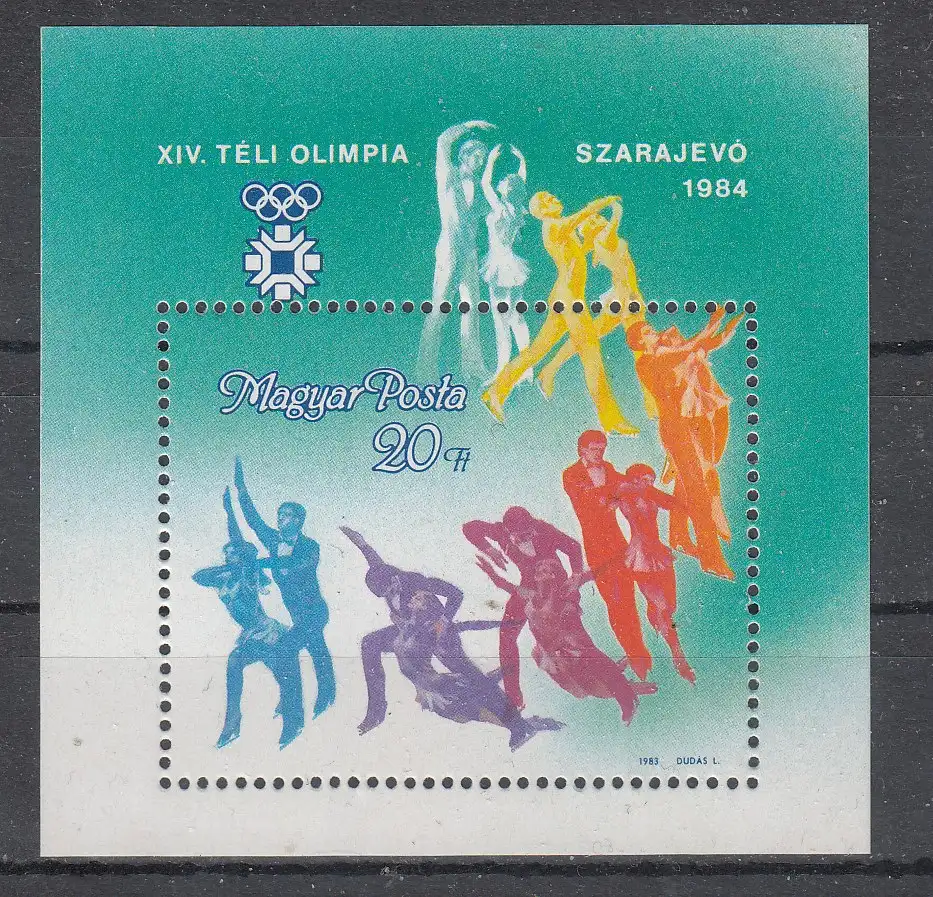 XIV. TÉLI OLIMPIA
SZARAJEVÓ
1984
Magyar Posta
20 Ft
1983 DUDÁS L.